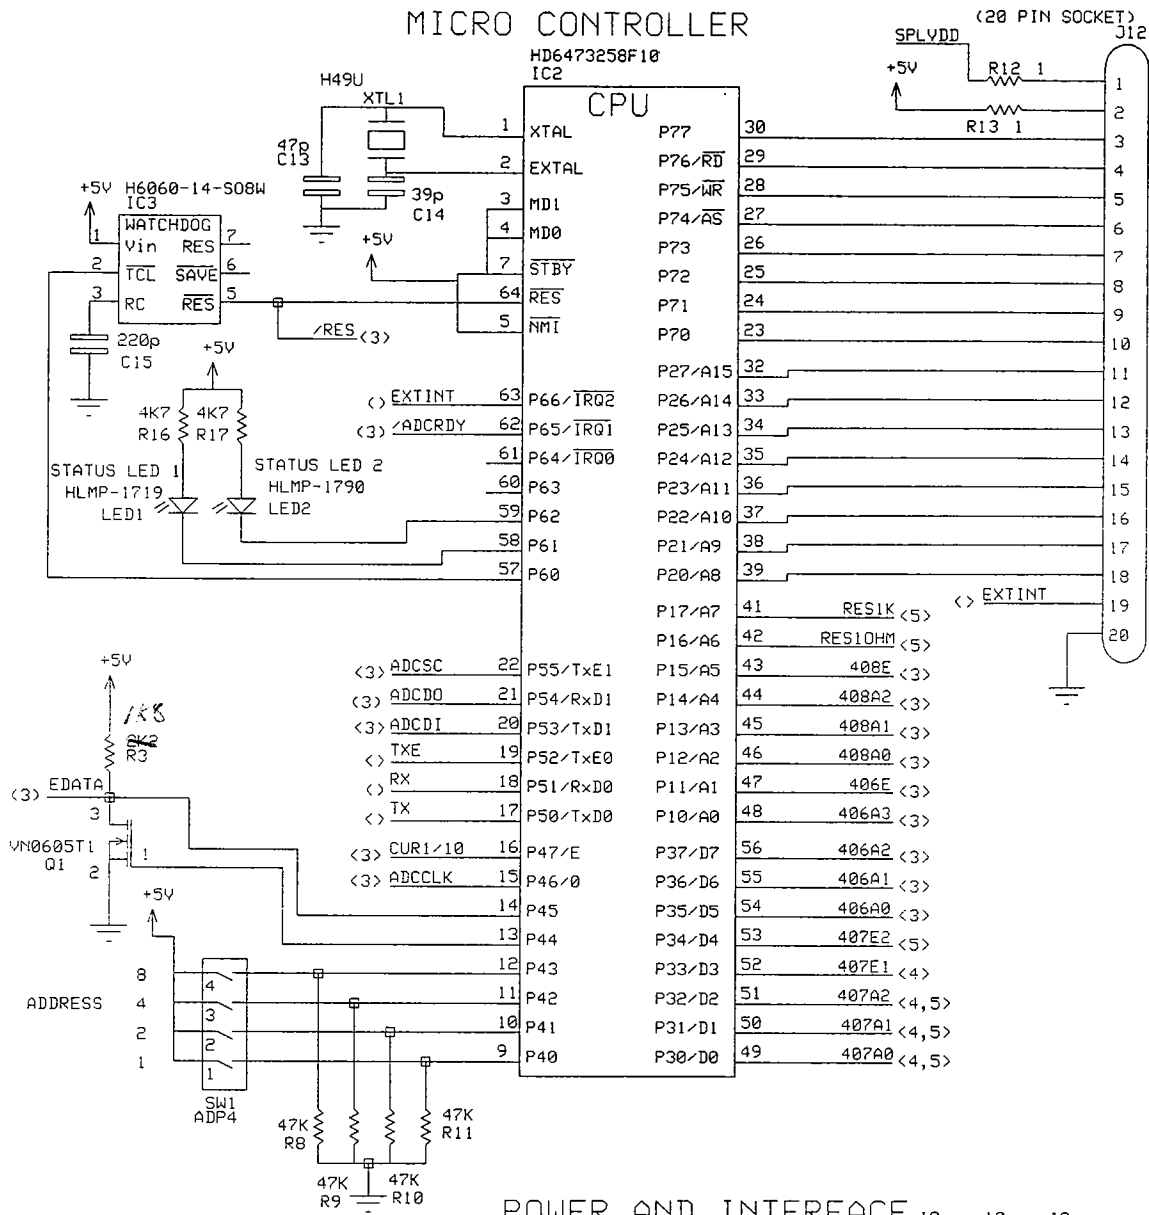 MICRO CONTROLLER
(20 PIN SOCKET)
J12
SPLVDD
+5V
R12 1
R13 1
HD6473258F10
IC2
CPU
H49U
XTL1
47p
C13
39p
C14
+5V
H6060-14-SO8W
IC3
+5V
WATCHDOG
1 Vin RES 7
2 TCL SAVE 6
3 RC RES 5
220p
C15
/RES <3>
+5V
4K7 4K7
R16 R17
STATUS LED 1
HLMP-1719
LED1
STATUS LED 2
HLMP-1790
LED2
1 XTAL
2 EXTAL
3 MD1
4 MD0
7 STBY
64 RES
5 NMI
<> EXTINT 63 P66/IRQ2
<3> /ADCRDY 62 P65/IRQ1
61 P64/IRQ0
60 P63
59 P62
58 P61
57 P60
<3> ADCSC 22 P55/TxE1
<3> ADCDO 21 P54/RxD1
<3> ADCDI 20 P53/TxD1
<> TXE 19 P52/TxE0
<> RX 18 P51/RxD0
<> TX 17 P50/TxD0
<3> CUR1/10 16 P47/E
<3> ADCCLK 15 P46/0
14 P45
13 P44
12 P43
11 P42
10 P41
9 P40
P77 30
P76/RD 29
P75/WR 28
P74/AS 27
P73 26
P72 25
P71 24
P70 23
P27/A15 32
P26/A14 33
P25/A13 34
P24/A12 35
P23/A11 36
P22/A10 37
P21/A9 38
P20/A8 39
P17/A7 41 RES1K <5>
P16/A6 42 RES1OHM <5>
P15/A5 43 408E <3>
P14/A4 44 408A2 <3>
P13/A3 45 408A1 <3>
P12/A2 46 408A0 <3>
P11/A1 47 406E <3>
P10/A0 48 406A3 <3>
P37/D7 56 406A2 <3>
P36/D6 55 406A1 <3>
P35/D5 54 406A0 <3>
P34/D4 53 407E2 <5>
P33/D3 52 407E1 <4>
P32/D2 51 407A2 <4,5>
P31/D1 50 407A1 <4,5>
P30/D0 49 407A0 <4,5>
1
2
3
4
5
6
7
8
9
10
11
12
13
14
15
16
17
18
<> EXTINT 19
20
+5V
1K8
2K2
R3
<3> EDATA
3
VN0605T1
Q1
1
2
+5V
ADDRESS
8 4
4 3
2 2
1 1
SW1
ADP4
47K
R8
47K
R9
47K
R10
47K
R11
POWER AND INTERFACE